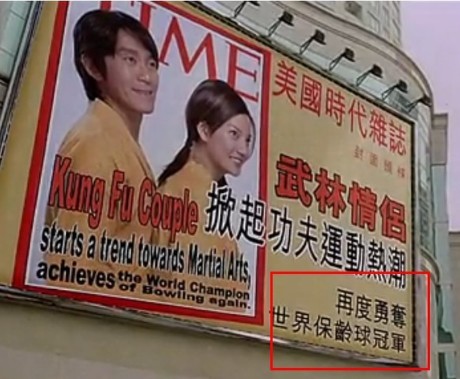 TIME
美國時代雜誌
武林情侶
Kung Fu Couple
掀起功夫運動熱潮
starts a trend towards Martial Arts,
achieves the World Champion
of Bowling again.
再度勇奪
世界保齡球冠軍